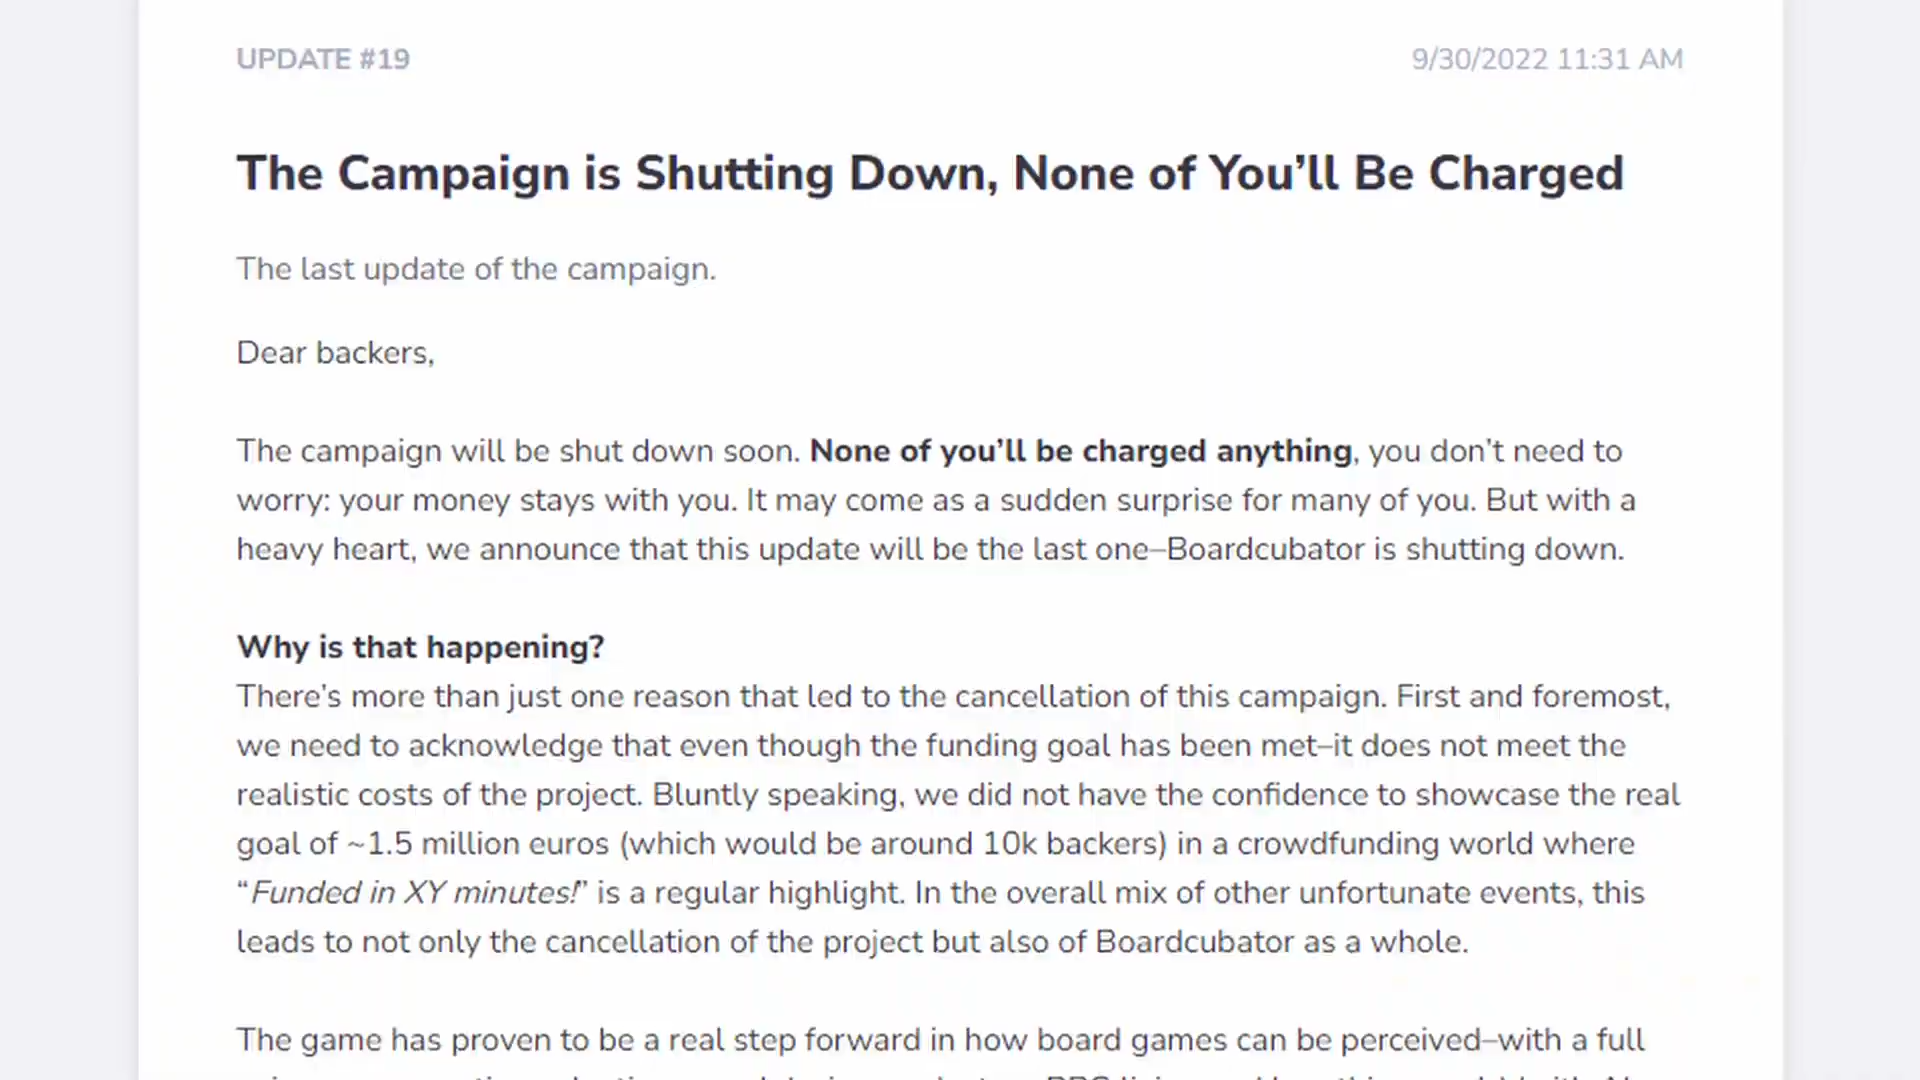 UPDATE #19
9/30/2022 11:31 AM
The Campaign is Shutting Down, None of You’ll Be Charged
The last update of the campaign.
Dear backers,
The campaign will be shut down soon. None of you’ll be charged anything, you don’t need to
worry: your money stays with you. It may come as a sudden surprise for many of you. But with a
heavy heart, we announce that this update will be the last one–Boardcubator is shutting down.
Why is that happening?
There’s more than just one reason that led to the cancellation of this campaign. First and foremost,
we need to acknowledge that even though the funding goal has been met–it does not meet the
realistic costs of the project. Bluntly speaking, we did not have the confidence to showcase the real
goal of ~1.5 million euros (which would be around 10k backers) in a crowdfunding world where
“Funded in XY minutes!” is a regular highlight. In the overall mix of other unfortunate events, this
leads to not only the cancellation of the project but also of Boardcubator as a whole.
The game has proven to be a real step forward in how board games can be perceived–with a full